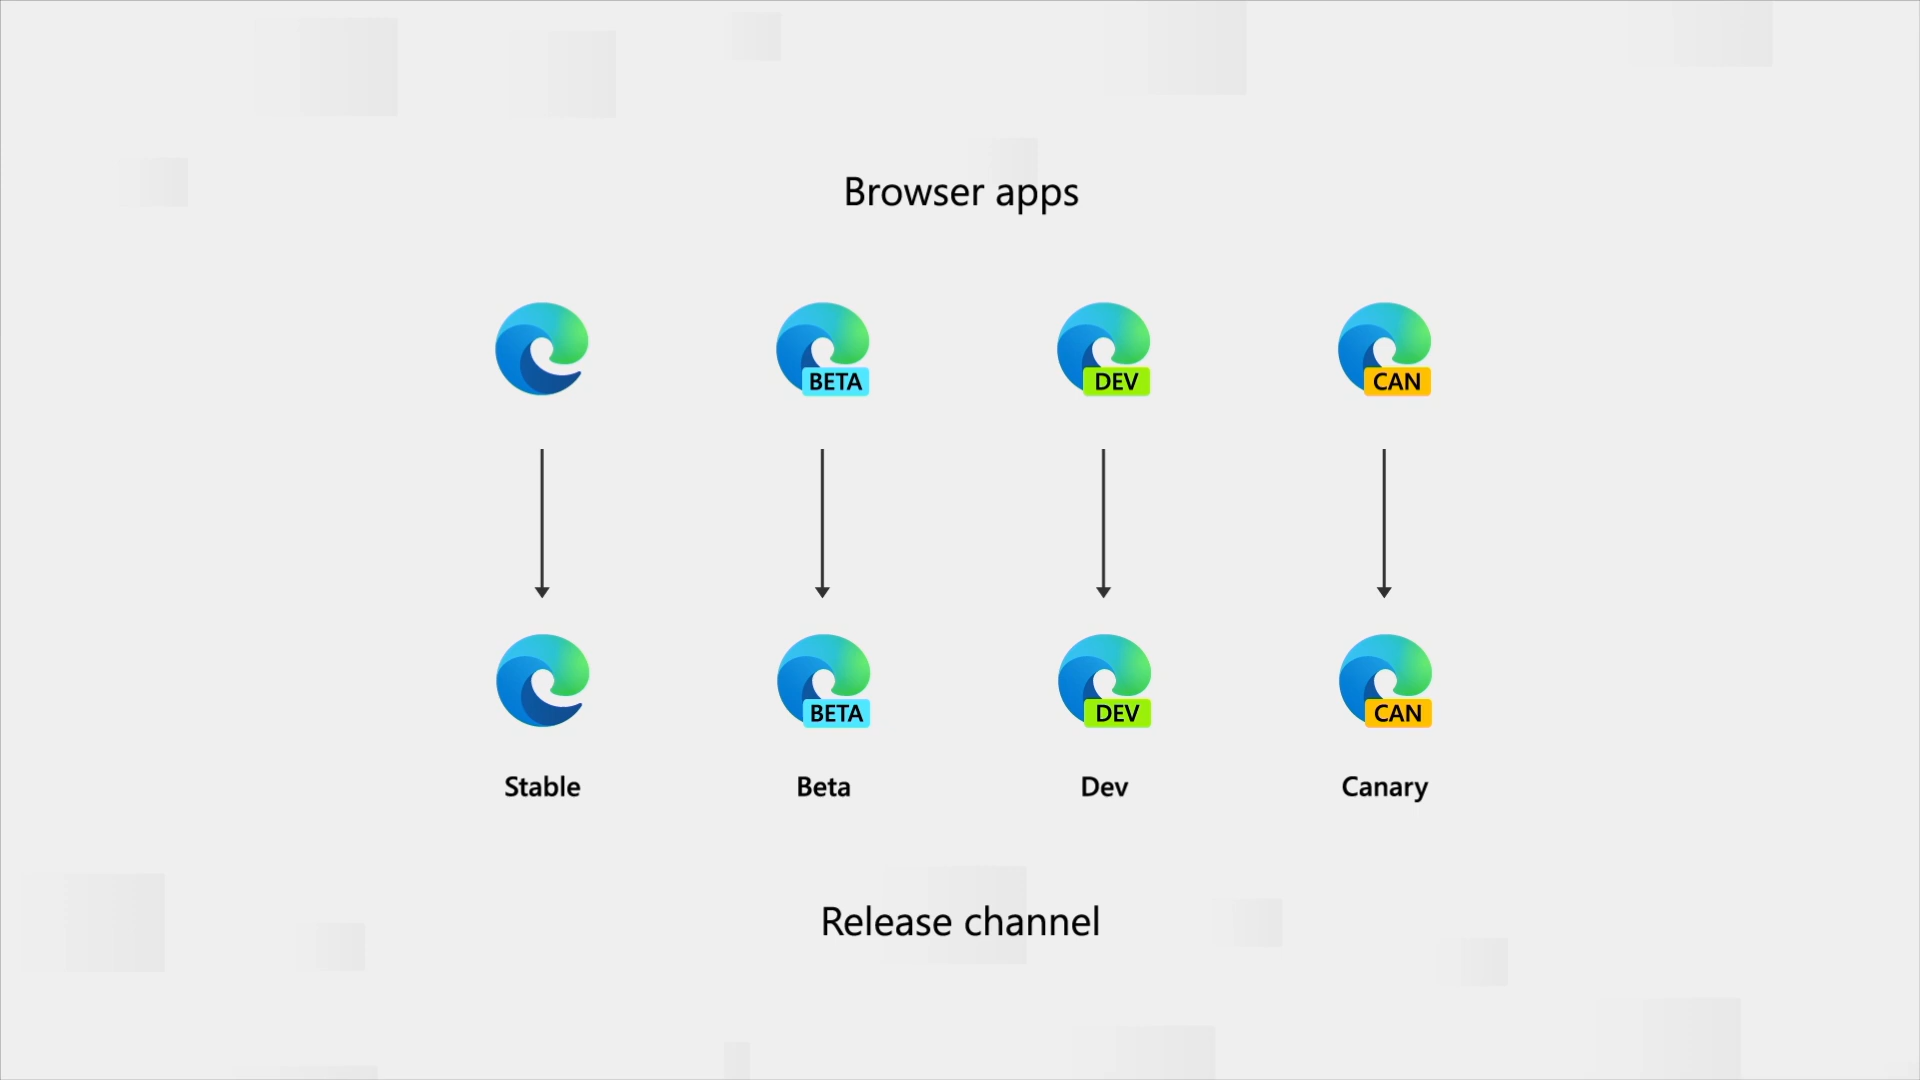 Browser apps
BETA DEV CAN
BETA DEV CAN
Stable Beta Dev Canary
Release channel